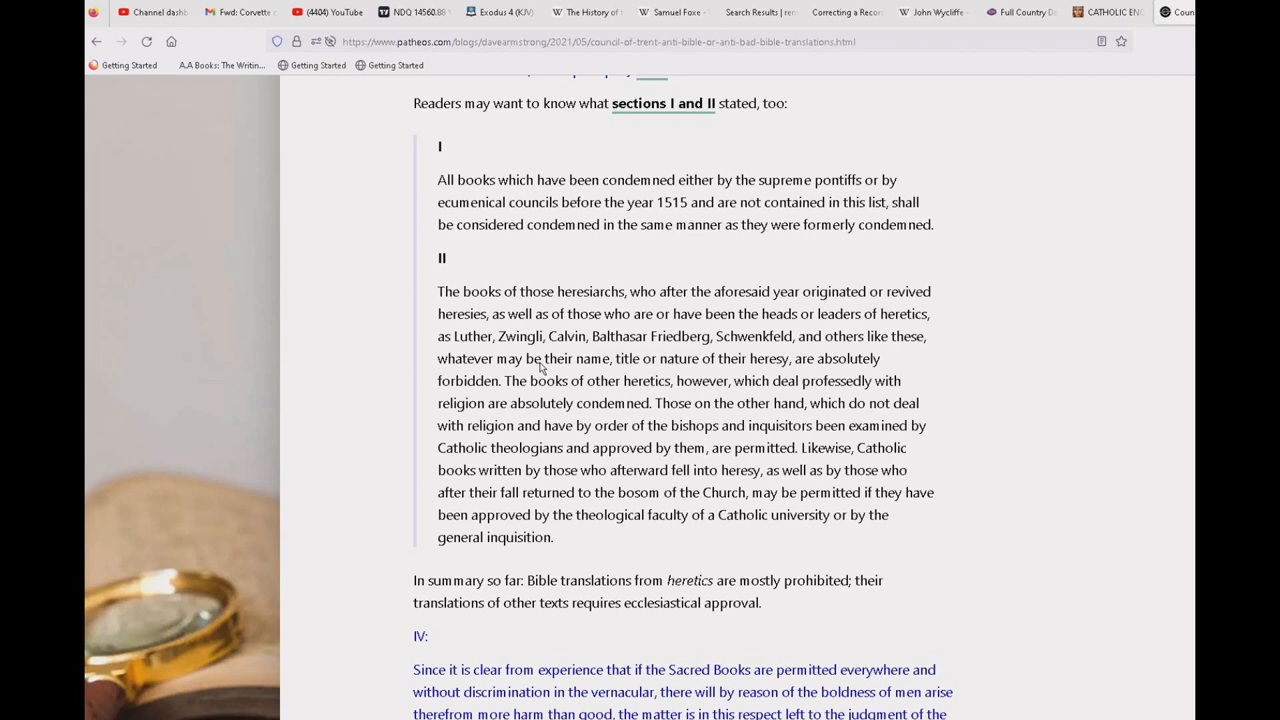 Channel dashb
Fwd: Corvette
(4404) YouTube
NDQ 14560.88
Exodus 4 (KJV)
The History of
Samuel Foxe -
Search Results | ren
Correcting a Recor
John Wycliffe -
Full Country D
CATHOLIC ENC
Coun
https://www.patheos.com/blogs/davearmstrong/2021/05/council-of-trent-anti-bible-or-anti-bad-bible-translations.html
Getting Started
A.A Books: The Writin...
Getting Started
Getting Started
Readers may want to know what sections I and II stated, too:
I
All books which have been condemned either by the supreme pontiffs or by
ecumenical councils before the year 1515 and are not contained in this list, shall
be considered condemned in the same manner as they were formerly condemned.
II
The books of those heresiarchs, who after the aforesaid year originated or revived
heresies, as well as of those who are or have been the heads or leaders of heretics,
as Luther, Zwingli, Calvin, Balthasar Friedberg, Schwenkfeld, and others like these,
whatever may be their name, title or nature of their heresy, are absolutely
forbidden. The books of other heretics, however, which deal professedly with
religion are absolutely condemned. Those on the other hand, which do not deal
with religion and have by order of the bishops and inquisitors been examined by
Catholic theologians and approved by them, are permitted. Likewise, Catholic
books written by those who afterward fell into heresy, as well as by those who
after their fall returned to the bosom of the Church, may be permitted if they have
been approved by the theological faculty of a Catholic university or by the
general inquisition.
In summary so far: Bible translations from heretics are mostly prohibited; their
translations of other texts requires ecclesiastical approval.
IV:
Since it is clear from experience that if the Sacred Books are permitted everywhere and
without discrimination in the vernacular, there will by reason of the boldness of men arise
therefrom more harm than good, the matter is in this respect left to the judgment of the